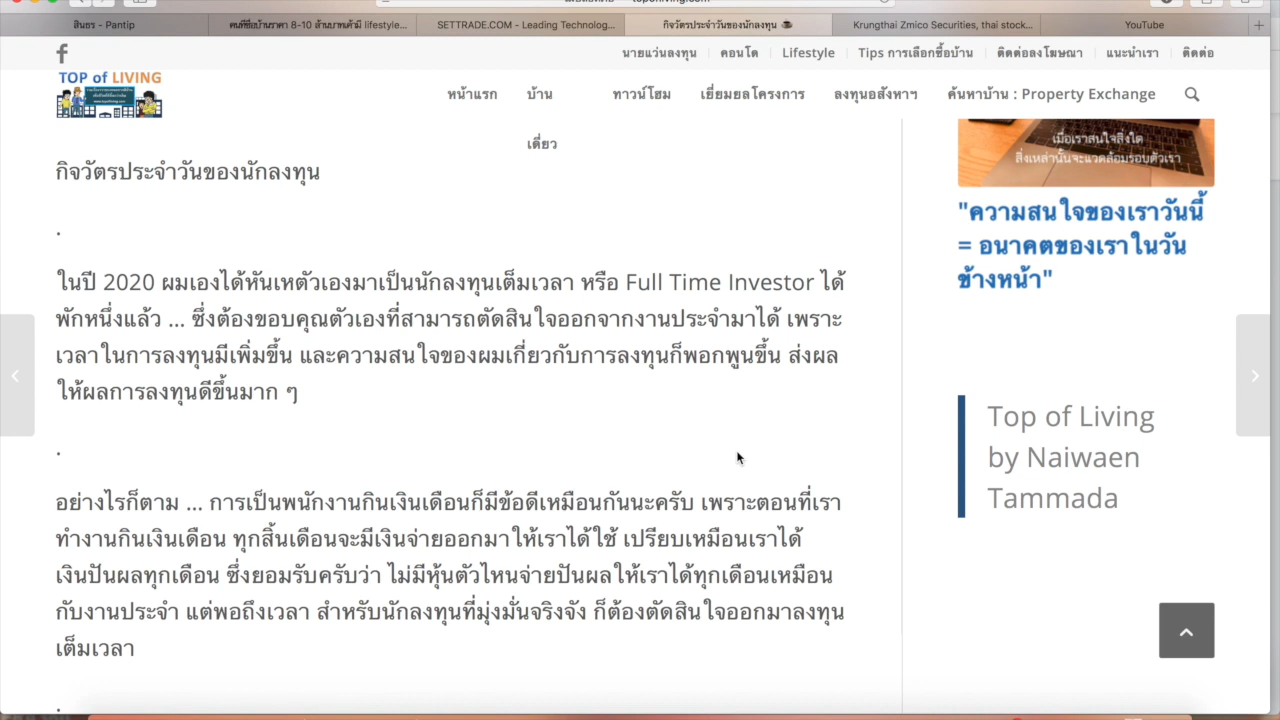 สินธร - Pantip
คนที่ซื้อบ้านราคา 8-10 ล้านบาทเค้ามี lifestyle...
SETTRADE.COM - Leading Technolog...
กิจวัตรประจำวันของนักลงทุน 🎓
Krungthai Zmico Securities, thai stock...
YouTube
นายแว่นลงทุน
คอนโด
Lifestyle
Tips การเลือกซื้อบ้าน
ติดต่อลงโฆษณา
แนะนำเรา
ติดต่อ
TOP of LIVING
หน้าแรก
บ้าน
เดี่ยว
ทาวน์โฮม
เยี่ยมยลโครงการ
ลงทุนอสังหาฯ
ค้นหาบ้าน : Property Exchange
กิจวัตรประจำวันของนักลงทุน
.
ในปี 2020 ผมเองได้หันเหตัวเองมาเป็นนักลงทุนเต็มเวลา หรือ Full Time Investor ได้
พักหนึ่งแล้ว ... ซึ่งต้องขอบคุณตัวเองที่สามารถตัดสินใจออกจากงานประจำมาได้ เพราะ
เวลาในการลงทุนมีเพิ่มขึ้น และความสนใจของผมเกี่ยวกับการลงทุนก็พอกพูนขึ้น ส่งผล
ให้ผลการลงทุนดีขึ้นมาก ๆ
.
อย่างไรก็ตาม ... การเป็นพนักงานกินเงินเดือนก็มีข้อดีเหมือนกันนะครับ เพราะตอนที่เรา
ทำงานกินเงินเดือน ทุกสิ้นเดือนจะมีเงินจ่ายออกมาให้เราได้ใช้ เปรียบเหมือนเราได้
เงินปันผลทุกเดือน ซึ่งยอมรับครับว่า ไม่มีหุ้นตัวไหนจ่ายปันผลให้เราได้ทุกเดือนเหมือน
กับงานประจำ แต่พอถึงเวลา สำหรับนักลงทุนที่มุ่งมั่นจริงจัง ก็ต้องตัดสินใจออกมาลงทุน
เต็มเวลา
.
เมื่อเราสนใจสิ่งใด
สิ่งเหล่านั้นจะแวดล้อมรอบตัวเรา
"ความสนใจของเราวันนี้
= อนาคตของเราในวัน
ข้างหน้า"
Top of Living
by Naiwaen
Tammada